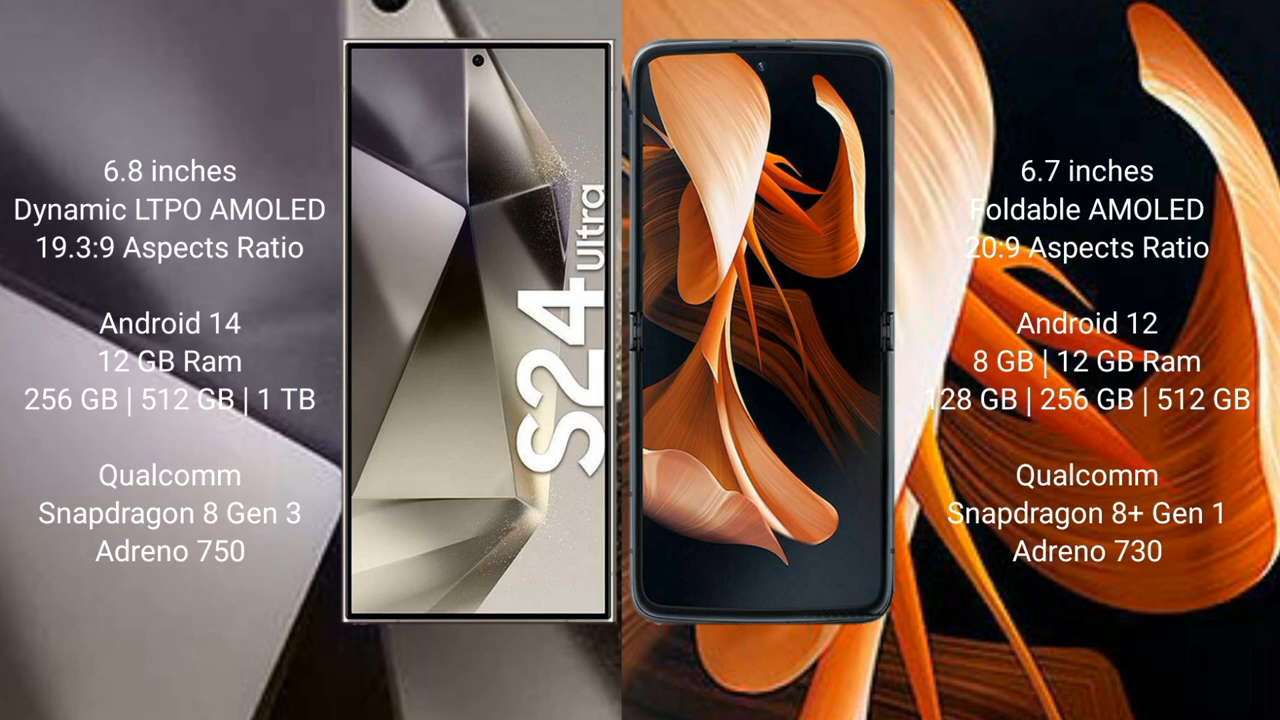 6.8 inches
Dynamic LTPO AMOLED
19.3:9 Aspects Ratio
Android 14
12 GB Ram
256 GB | 512 GB | 1 TB
Qualcomm
Snapdragon 8 Gen 3
Adreno 750
S24 ultra
6.7 inches
Foldable AMOLED
20:9 Aspects Ratio
Android 12
8 GB | 12 GB Ram
128 GB | 256 GB | 512 GB
Qualcomm
Snapdragon 8+ Gen 1
Adreno 730